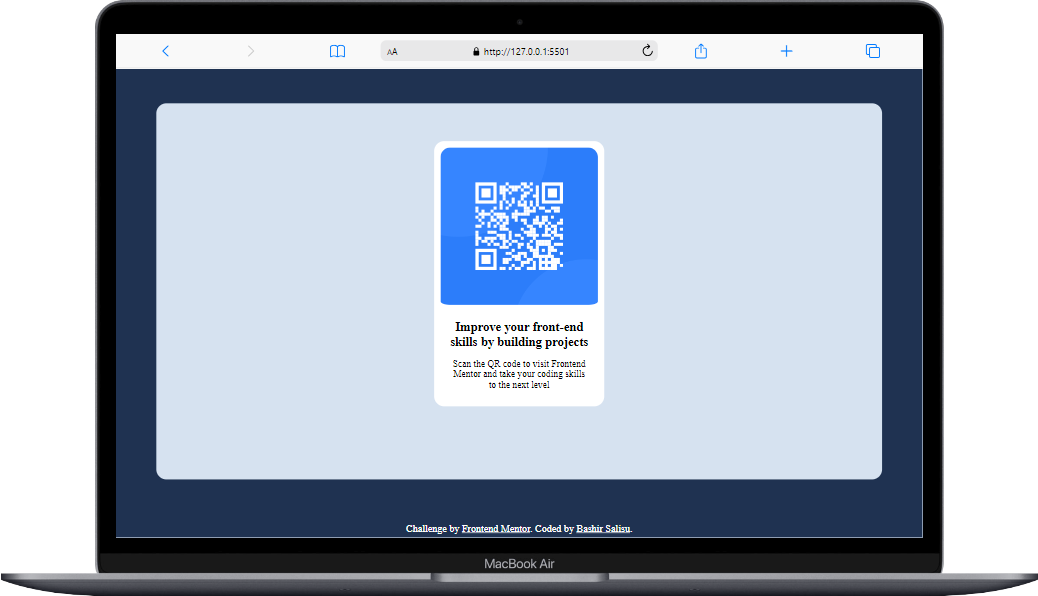 AA
http://127.0.0.1:5501
Improve your front-end
skills by building projects
Scan the QR code to visit Frontend
Mentor and take your coding skills
to the next level
Challenge by Frontend Mentor. Coded by Bashir Salisu.
MacBook Air